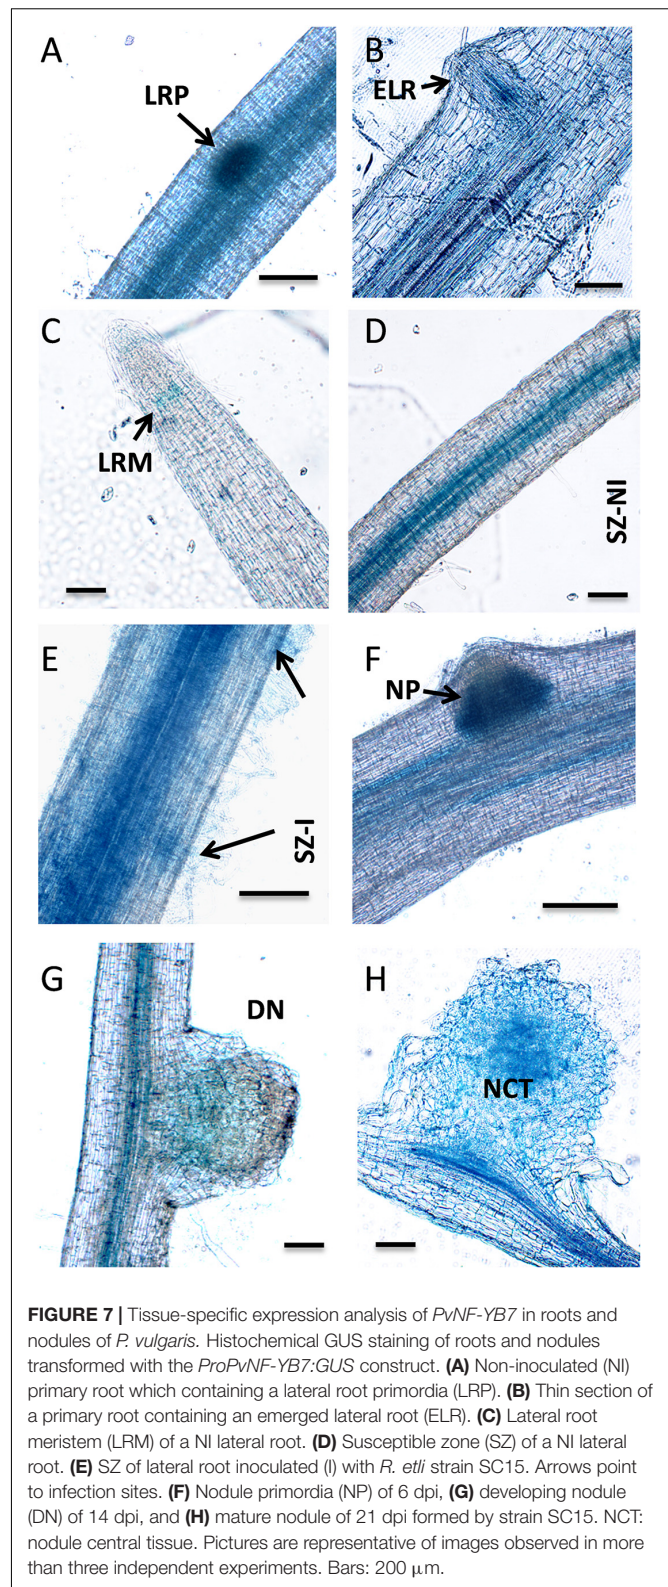 A
LRP
B
ELR
C
LRM
D
SZ-NI
E
SZ-I
F
NP
G
DN
H
NCT
FIGURE 7 | Tissue-specific expression analysis of PvNF-YB7 in roots and
nodules of P. vulgaris. Histochemical GUS staining of roots and nodules
transformed with the ProPvNF-YB7:GUS construct. (A) Non-inoculated (NI)
primary root which containing a lateral root primordia (LRP). (B) Thin section of
a primary root containing an emerged lateral root (ELR). (C) Lateral root
meristem (LRM) of a NI lateral root. (D) Susceptible zone (SZ) of a NI lateral
root. (E) SZ of lateral root inoculated (I) with R. etli strain SC15. Arrows point
to infection sites. (F) Nodule primordia (NP) of 6 dpi, (G) developing nodule
(DN) of 14 dpi, and (H) mature nodule of 21 dpi formed by strain SC15. NCT:
nodule central tissue. Pictures are representative of images observed in more
than three independent experiments. Bars: 200 μm.